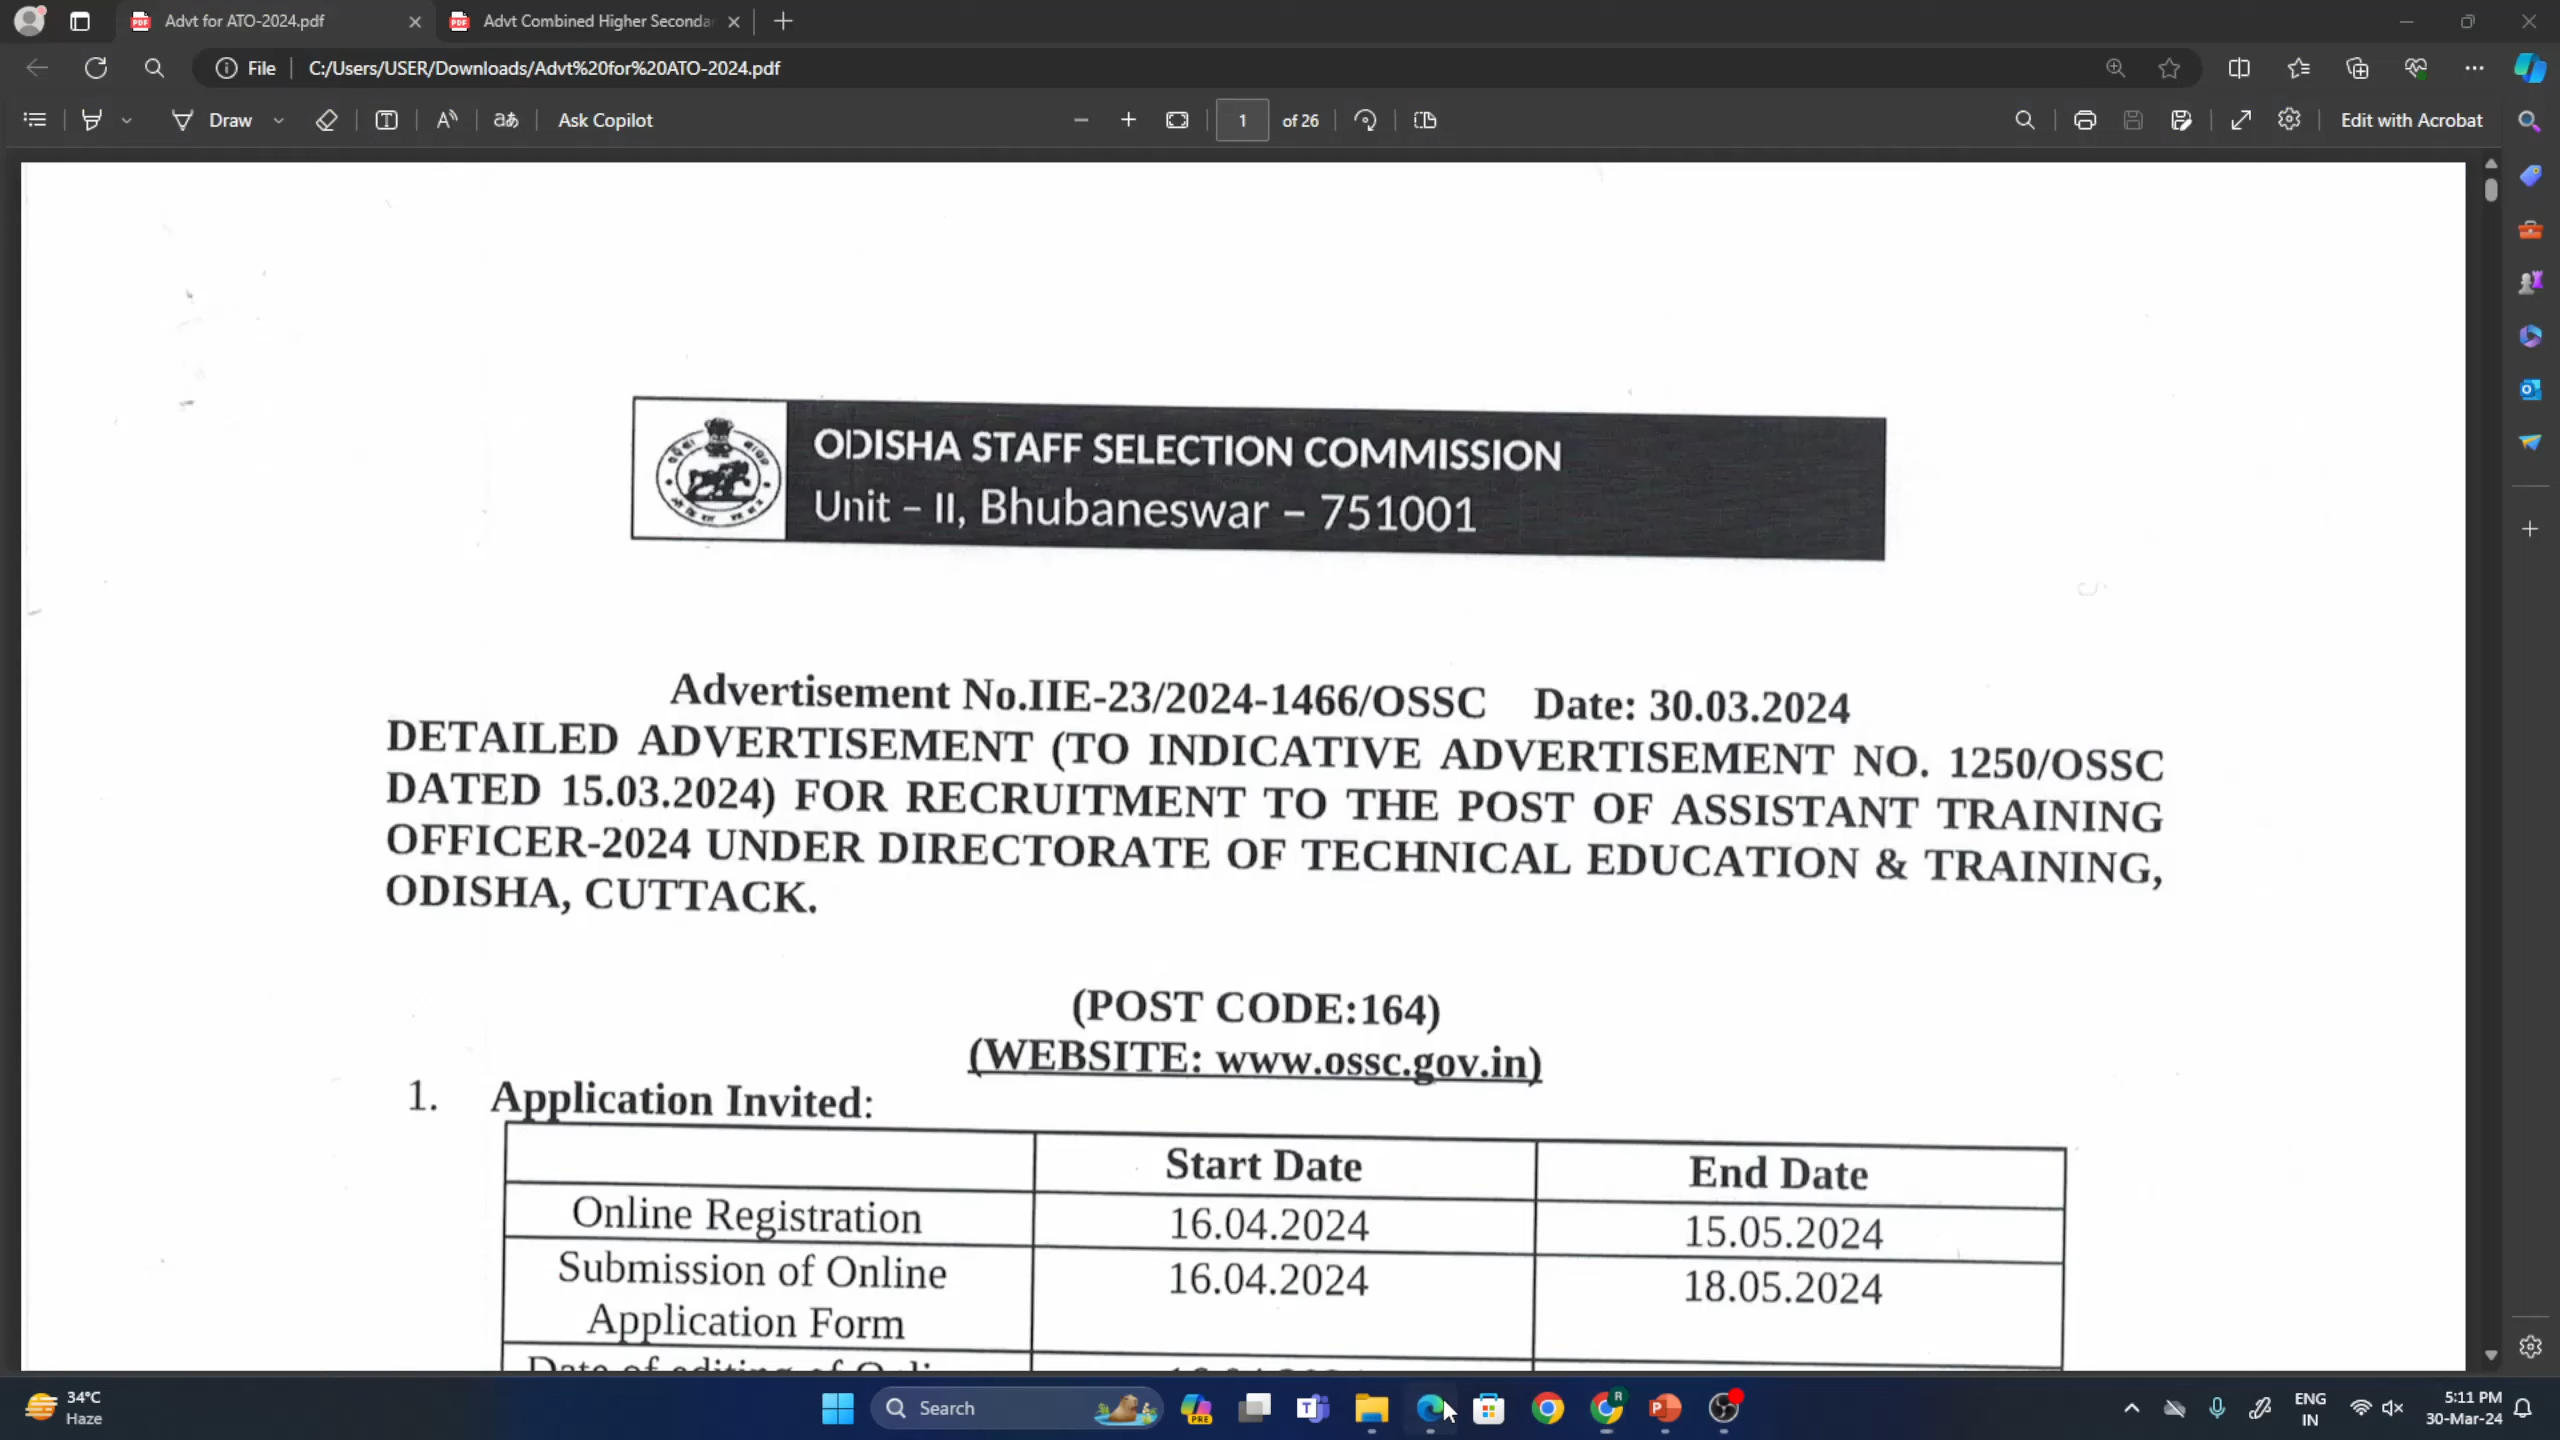 Advt for ATO-2024.pdf
Advt Combined Higher Seconda
File
C:/Users/USER/Downloads/Advt%20for%20ATO-2024.pdf
Draw
Ask Copilot
1
of 26
Edit with Acrobat
ODISHA STAFF SELECTION COMMISSION
Unit – II, Bhubaneswar – 751001
Advertisement No.IIE-23/2024-1466/OSSC Date: 30.03.2024
DETAILED ADVERTISEMENT (TO INDICATIVE ADVERTISEMENT NO. 1250/OSSC
DATED 15.03.2024) FOR RECRUITMENT TO THE POST OF ASSISTANT TRAINING
OFFICER-2024 UNDER DIRECTORATE OF TECHNICAL EDUCATION & TRAINING,
ODISHA, CUTTACK.
(POST CODE:164)
(WEBSITE: www.ossc.gov.in)
1. Application Invited:
Start Date End Date
Online Registration 16.04.2024 15.05.2024
Submission of Online 16.04.2024 18.05.2024
Application Form
34°C
Haze
Search
ENG
IN
5:11 PM
30-Mar-24